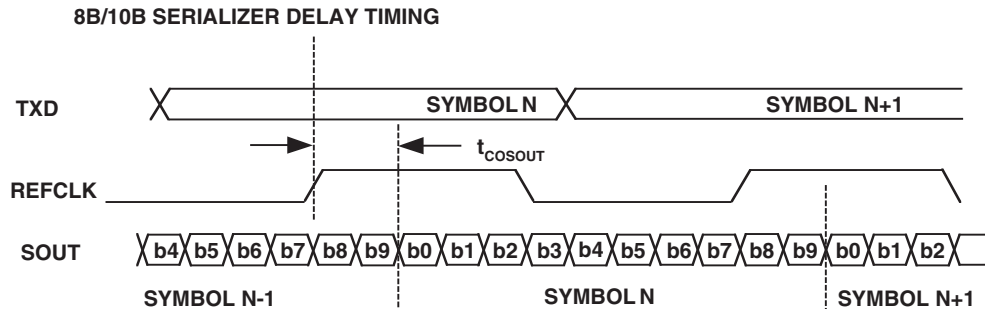 8B/10B SERIALIZER DELAY TIMING
TXD SYMBOL N SYMBOL N+1
tCOSOUT
REFCLK
SOUT b4 b5 b6 b7 b8 b9 b0 b1 b2 b3 b4 b5 b6 b7 b8 b9 b0 b1 b2
SYMBOL N-1 SYMBOL N SYMBOL N+1